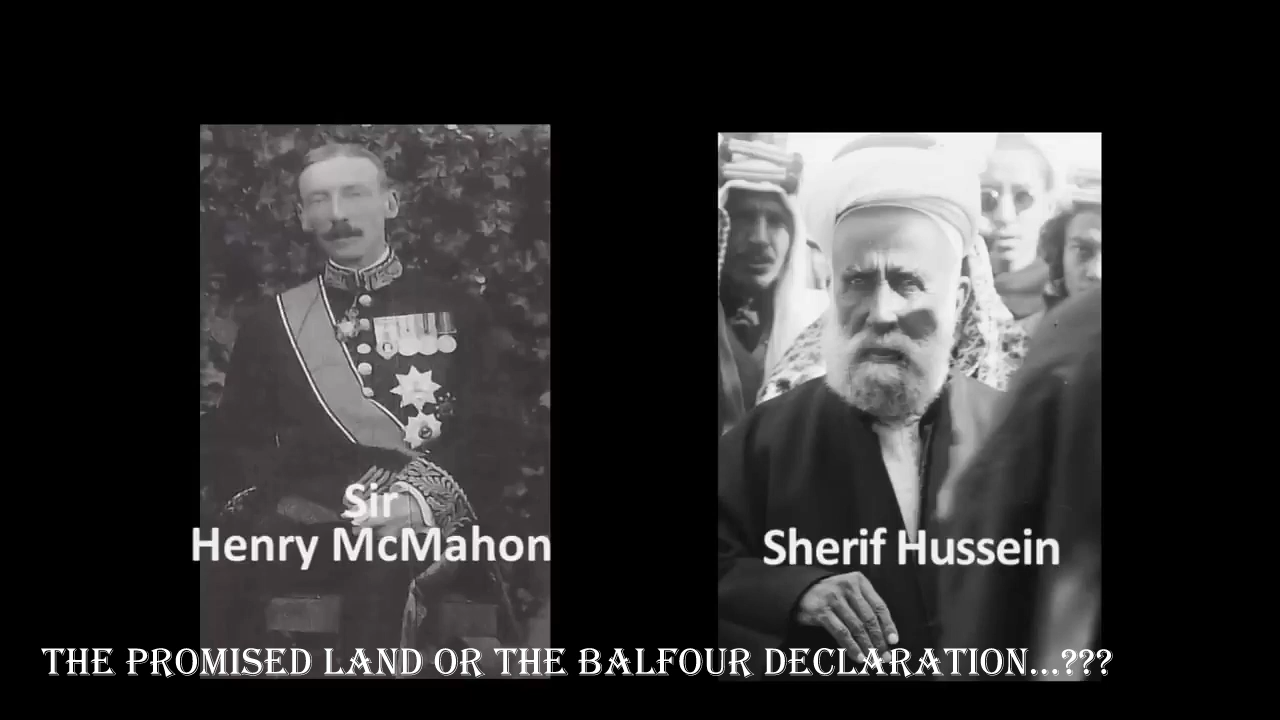 Sir
Henry McMahon
Sherif Hussein
THE PROMISED LAND OR THE BALFOUR DECLARATION...???